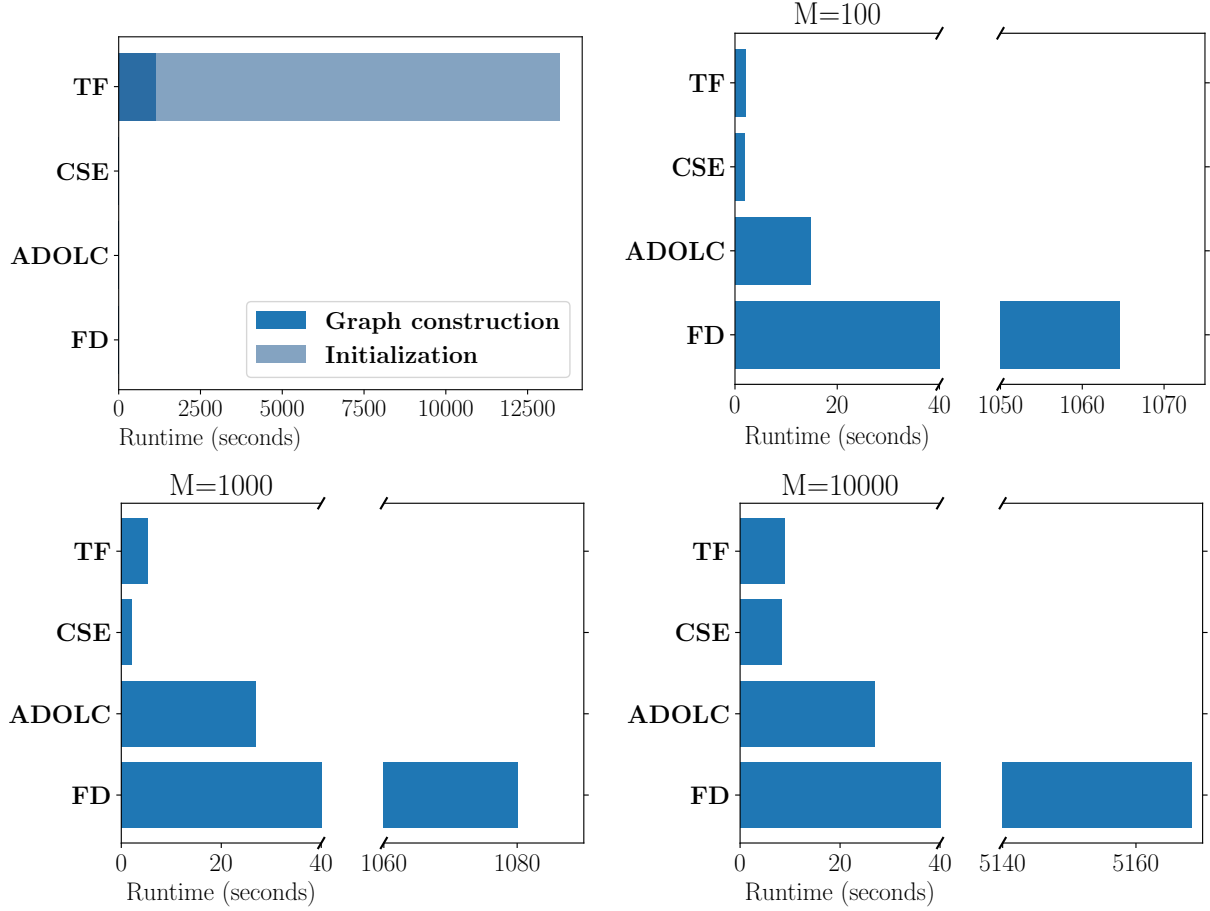 TF
CSE
ADOLC
FD
Graph construction
Initialization
0 2500 5000 7500 10000 12500
Runtime (seconds)
M=100
TF
CSE
ADOLC
FD
0 20 40 1050 1060 1070
Runtime (seconds)
M=1000
TF
CSE
ADOLC
FD
0 20 40 1060 1080
Runtime (seconds)
M=10000
TF
CSE
ADOLC
FD
0 20 40 5140 5160
Runtime (seconds)